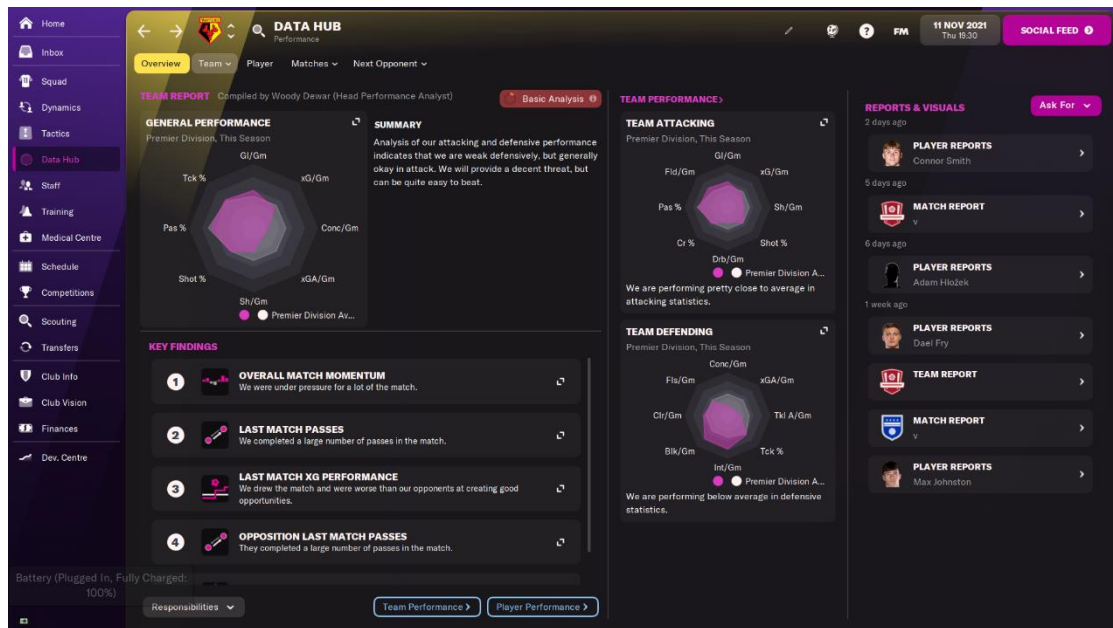 Home
Inbox
Squad
Dynamics
Tactics
Data Hub
Staff
Training
Medical Centre
Schedule
Competitions
Scouting
Transfers
Club Info
Club Vision
Finances
Dev. Centre
Battery (Plugged In, Fully Charged:
100%)
DATA HUB
Performance
FM
11 NOV 2021
Thu 19:30
SOCIAL FEED
Overview
Team
Player
Matches
Next Opponent
TEAM REPORT Compiled by Woody Dewar (Head Performance Analyst)
Basic Analysis
GENERAL PERFORMANCE
Premier Division, This Season
Gl/Gm
Tck %
xG/Gm
Pas %
Conc/Gm
Shot %
xGA/Gm
Sh/Gm
Premier Division Av...
SUMMARY
Analysis of our attacking and defensive performance
indicates that we are weak defensively, but generally
okay in attack. We will provide a decent threat, but
can be quite easy to beat.
KEY FINDINGS
1
OVERALL MATCH MOMENTUM
We were under pressure for a lot of the match.
2
LAST MATCH PASSES
We completed a large number of passes in the match.
3
LAST MATCH XG PERFORMANCE
We drew the match and were worse than our opponents at creating good
opportunities.
4
OPPOSITION LAST MATCH PASSES
They completed a large number of passes in the match.
Responsibilities
Team Performance
Player Performance
TEAM PERFORMANCE
TEAM ATTACKING
Premier Division, This Season
Gl/Gm
Fld/Gm
xG/Gm
Pas %
Sh/Gm
Cr %
Shot %
Drb/Gm
Premier Division A...
We are performing pretty close to average in
attacking statistics.
TEAM DEFENDING
Premier Division, This Season
Conc/Gm
Fls/Gm
xGA/Gm
Clr/Gm
Tkl A/Gm
Blk/Gm
Tck %
Int/Gm
Premier Division A...
We are performing below average in defensive
statistics.
REPORTS & VISUALS
Ask For
2 days ago
PLAYER REPORTS
Connor Smith
5 days ago
MATCH REPORT
v
6 days ago
PLAYER REPORTS
Adam Hložek
1 week ago
PLAYER REPORTS
Dael Fry
TEAM REPORT
MATCH REPORT
v
PLAYER REPORTS
Max Johnston